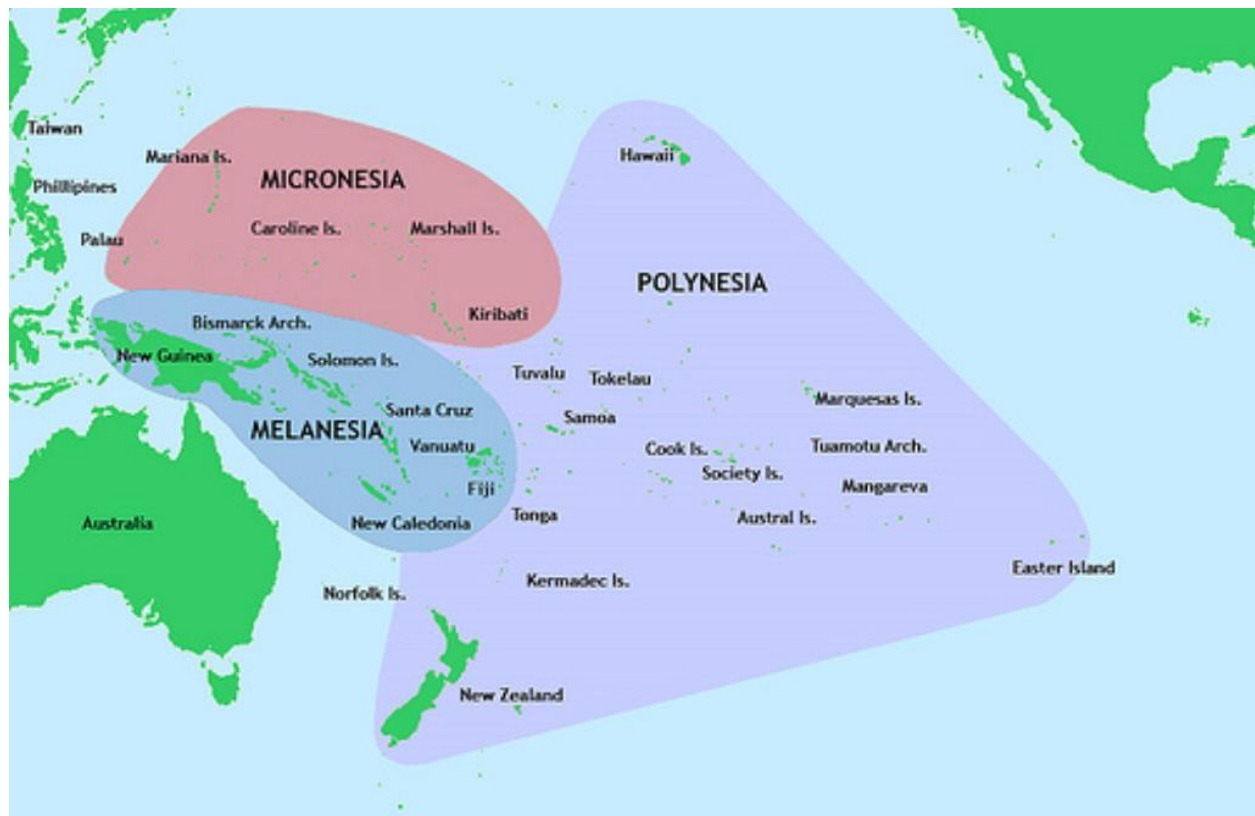 Taiwan
Mariana Is.
Hawaii
MICRONESIA
Phillipines
Caroline Is.
Marshall Is.
Palau
POLYNESIA
Kiribati
Bismarck Arch.
New Guinea
Solomon Is.
Tuvalu
Tokelau
Marquesas Is.
Santa Cruz
Samoa
MELANESIA
Vanuatu
Cook Is.
Tuamotu Arch.
Society Is.
Fiji
Mangareva
Australia
New Caledonia
Tonga
Austral Is.
Easter Island
Kermadec Is.
Norfolk Is.
New Zealand